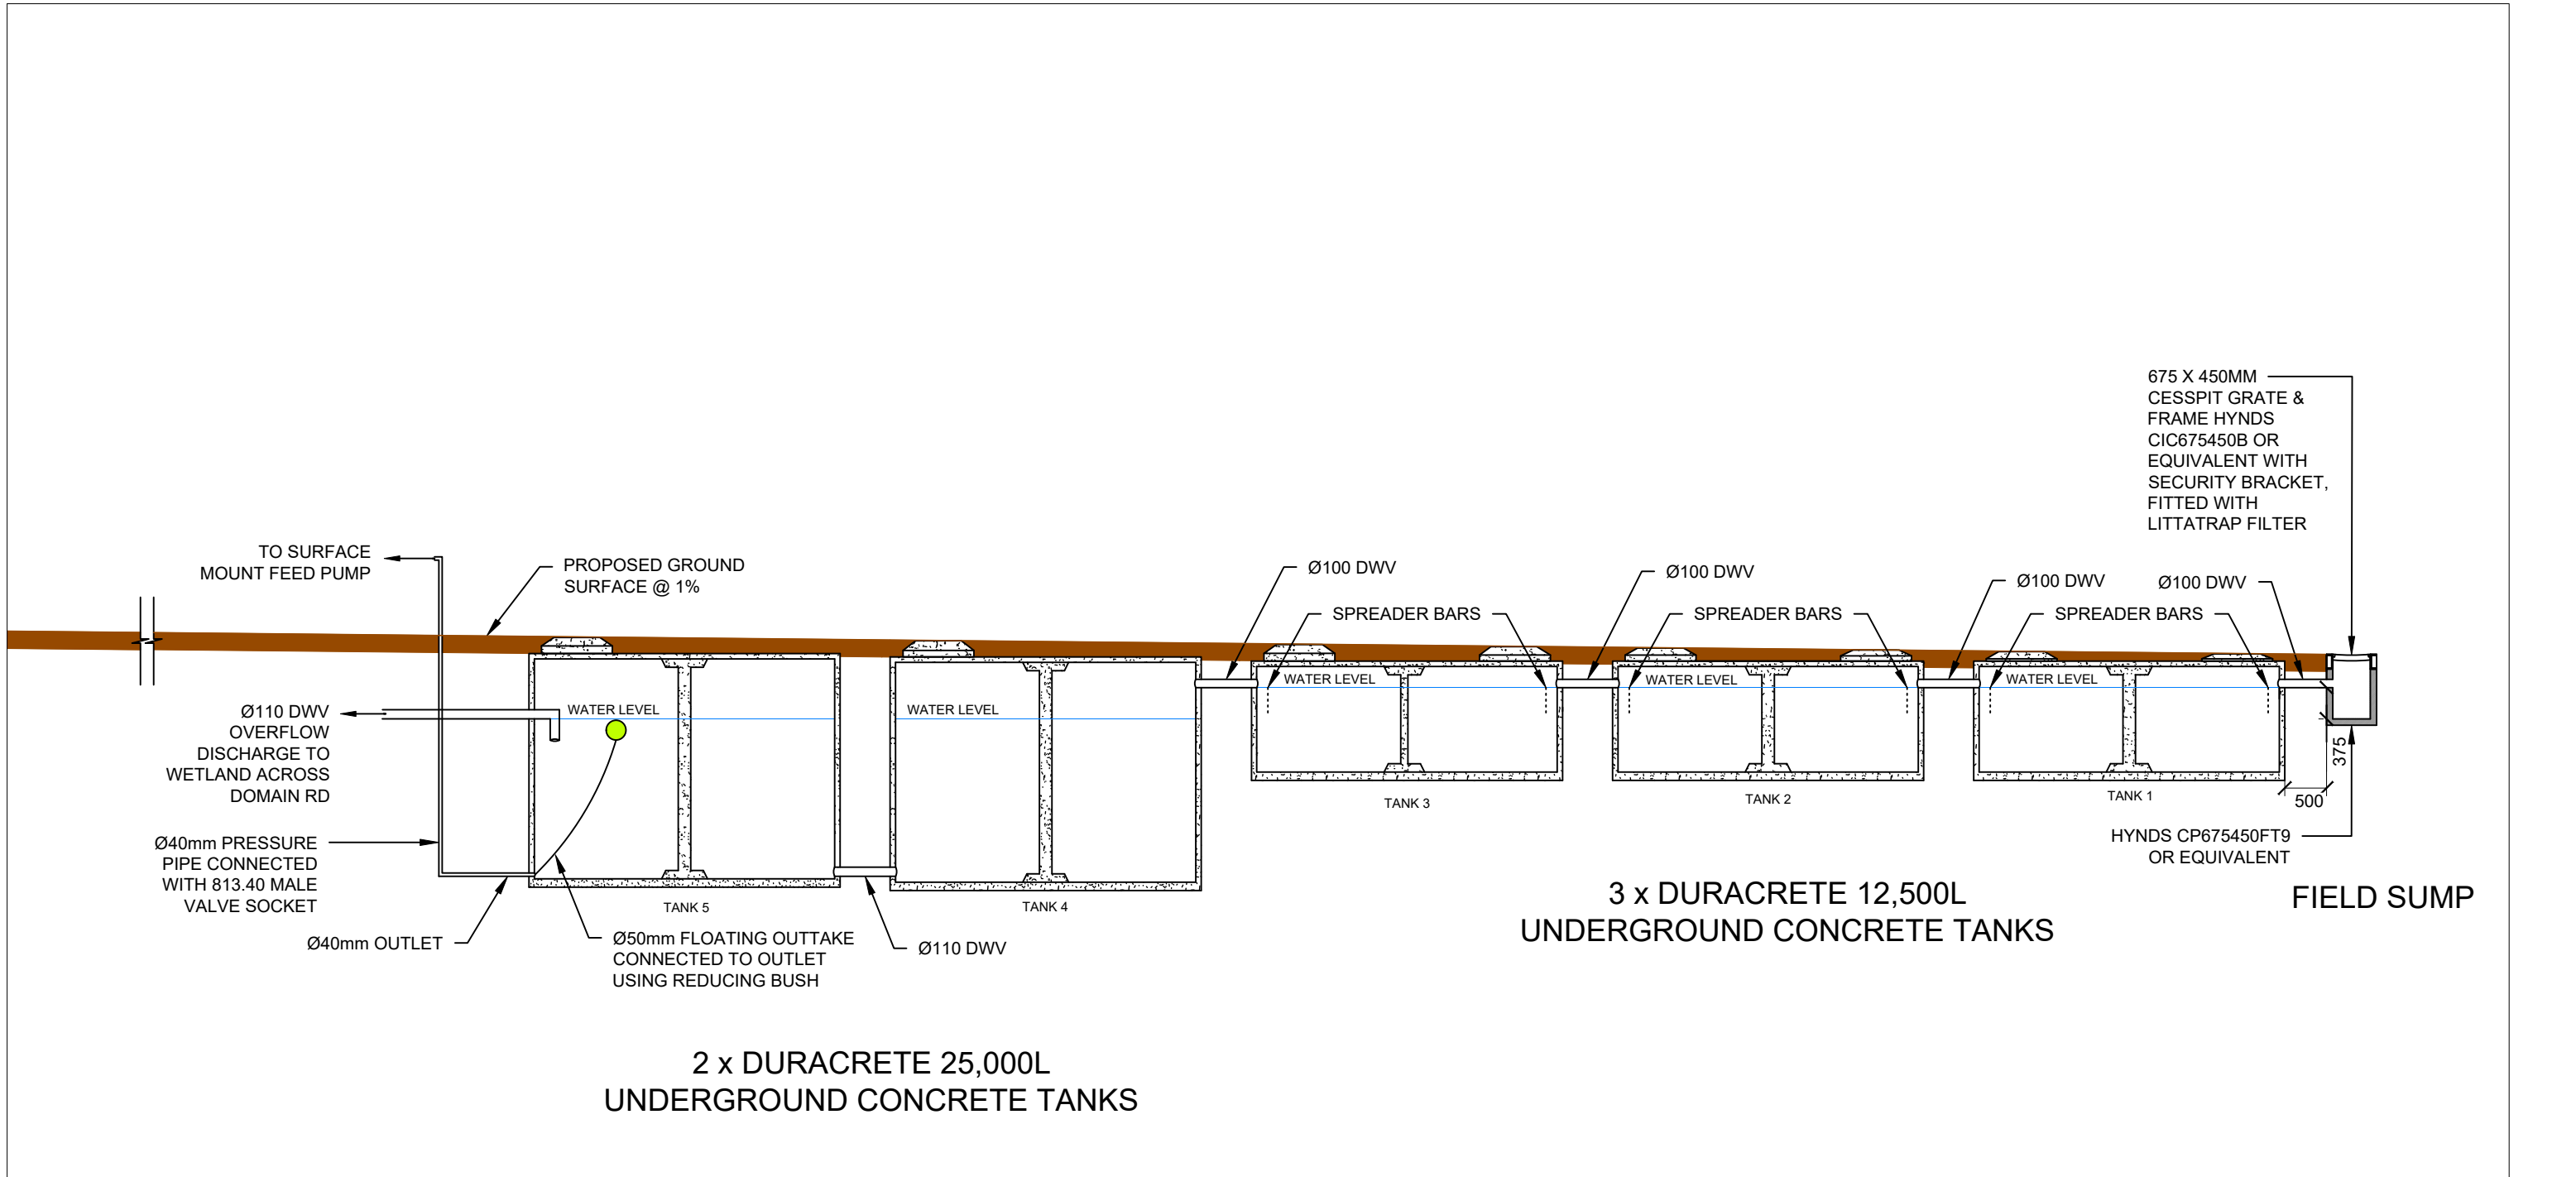 675 X 450MM
CESSPIT GRATE &
FRAME HYNDS
CIC675450B OR
EQUIVALENT WITH
SECURITY BRACKET,
FITTED WITH
LITTATRAP FILTER
TO SURFACE
MOUNT FEED PUMP
PROPOSED GROUND
SURFACE @ 1%
Ø100 DWV
Ø100 DWV
Ø100 DWV
Ø100 DWV
SPREADER BARS
SPREADER BARS
SPREADER BARS
WATER LEVEL
WATER LEVEL
WATER LEVEL
WATER LEVEL
WATER LEVEL
Ø110 DWV
OVERFLOW
DISCHARGE TO
WETLAND ACROSS
DOMAIN RD
375
500
TANK 3
TANK 2
TANK 1
Ø40mm PRESSURE
PIPE CONNECTED
WITH 813.40 MALE
VALVE SOCKET
HYNDS CP675450FT9
OR EQUIVALENT
TANK 5
TANK 4
3 x DURACRETE 12,500L
UNDERGROUND CONCRETE TANKS
FIELD SUMP
Ø40mm OUTLET
Ø50mm FLOATING OUTTAKE
CONNECTED TO OUTLET
USING REDUCING BUSH
Ø110 DWV
2 x DURACRETE 25,000L
UNDERGROUND CONCRETE TANKS